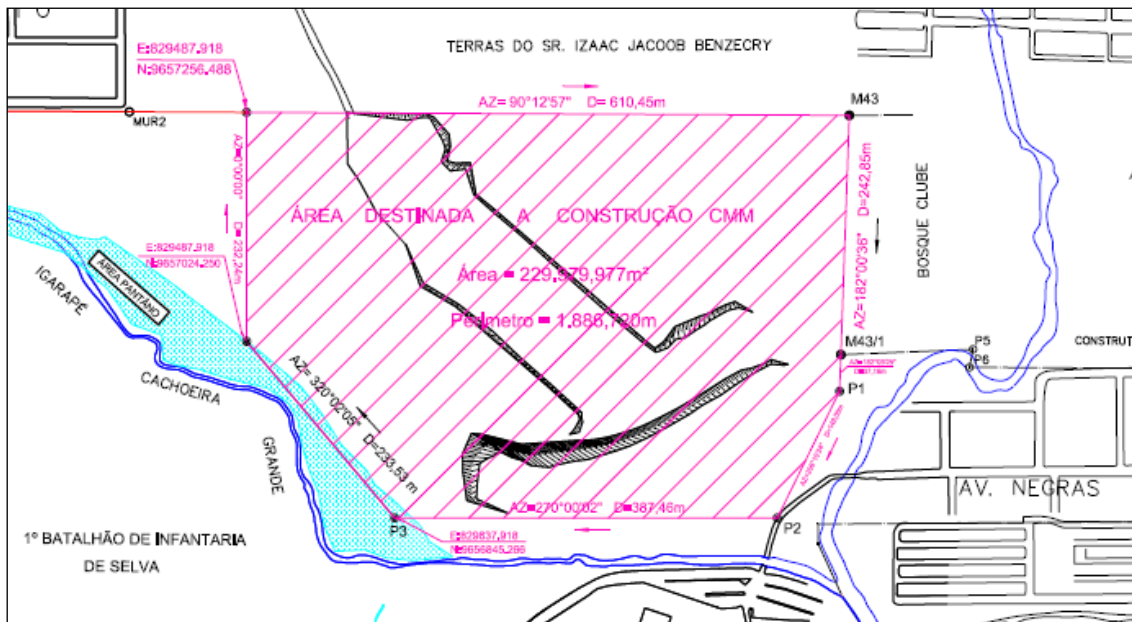 TERRAS DO SR. IZAAC JACOOB BENZECRY
E:829487.918
N:9657256.488
AZ= 90°12'57" D= 610,45m
M43
MUR2
AZ=0°00'00" D= 232,24m
AZ=182°00'36" D=242,85m
BOSQUE CLUBE
ÁREA DESTINADA A CONSTRUÇÃO CMM
Área = 229,979,977m²
Perímetro = 1.886,720m
E:829487.918
N:9657024.250
ÁREA PANTÂNO
IGARAPÉ
CACHOEIRA
GRANDE
M43/1
P5
P6
CONSTRUT
P1
AZ= 320°02'05" D=233,53 m
AV. NEGRAS
AZ=270°00'02" D=387,46m
P3
P2
E:829637.918
N:9656845.266
1º BATALHÃO DE INFANTARIA
DE SELVA